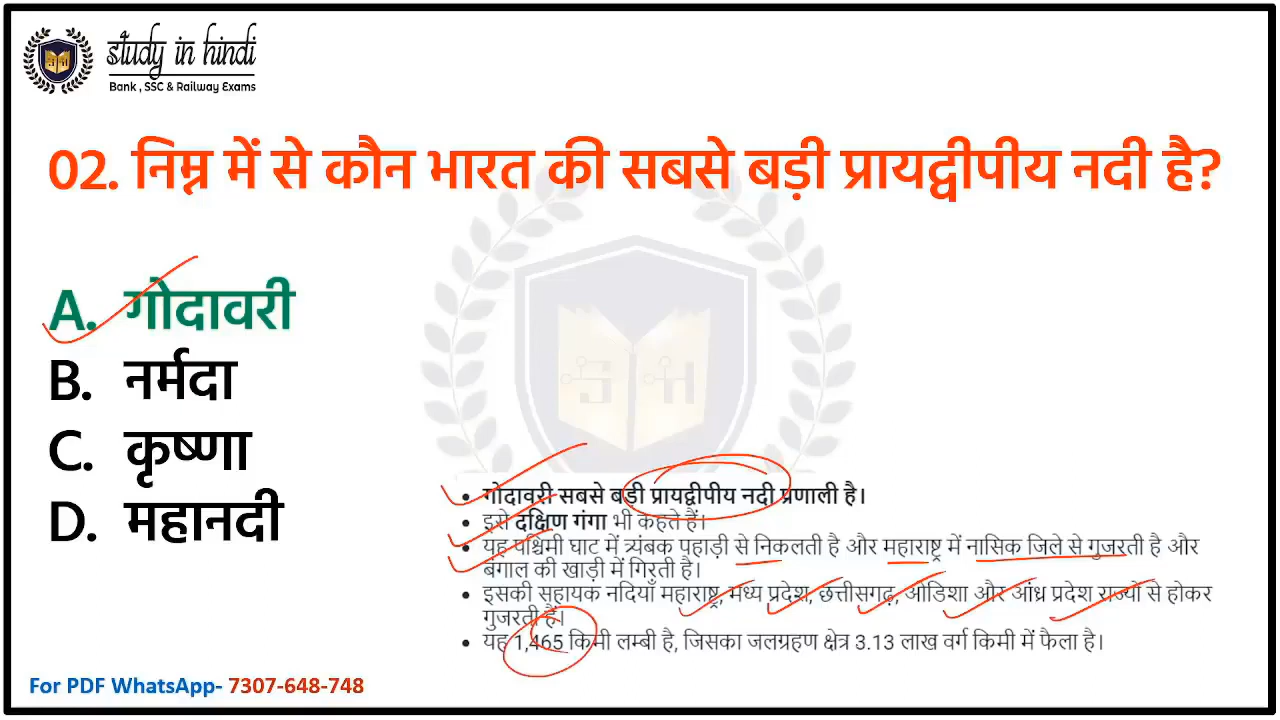 study in hindi
Bank , SSC & Railway Exams
02. निम्न में से कौन भारत की सबसे बड़ी प्रायद्वीपीय नदी है?
A. गोदावरी
B. नर्मदा
C. कृष्णा
D. महानदी
SH
• गोदावरी सबसे बड़ी प्रायद्वीपीय नदी प्रणाली है।
• इसे दक्षिण गंगा भी कहते हैं।
• यह पश्चिमी घाट में त्र्यंबक पहाड़ी से निकलती है और महाराष्ट्र में नासिक जिले से गुजरती है और
बंगाल की खाड़ी में गिरती है।
• इसकी सहायक नदियाँ महाराष्ट्र, मध्य प्रदेश, छत्तीसगढ़, ओडिशा और आंध्र प्रदेश राज्यों से होकर
गुजरती हैं।
• यह 1,465 किमी लम्बी है, जिसका जलग्रहण क्षेत्र 3.13 लाख वर्ग किमी में फैला है।
For PDF WhatsApp- 7307-648-748